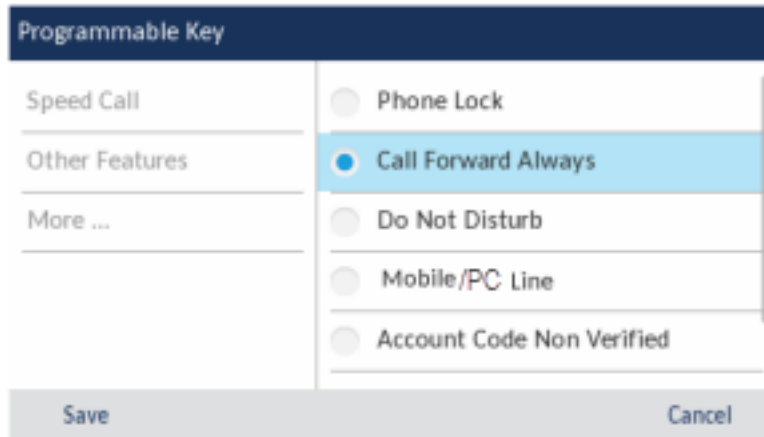 Programmable Key
Speed Call
Other Features
More ...
Phone Lock
Call Forward Always
Do Not Disturb
Mobile/PC Line
Account Code Non Verified
Save
Cancel